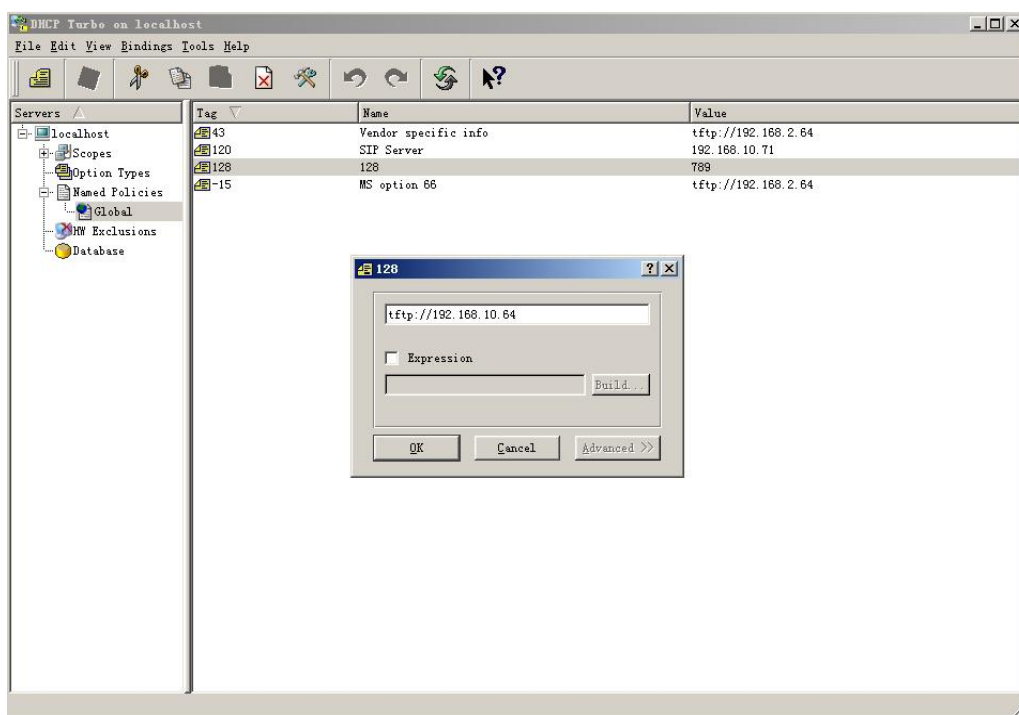 DHCP Turbo on localhost
File Edit View Bindings Tools Help
Servers
Tag Name Value
localhost
Scopes
Option Types
Named Policies
Global
HW Exclusions
Database
43 Vendor specific info tftp://192.168.2.64
120 SIP Server 192.168.10.71
128 128 789
-15 MS option 66 tftp://192.168.2.64
128
tftp://192.168.10.64
Expression
Build...
OK Cancel Advanced >>